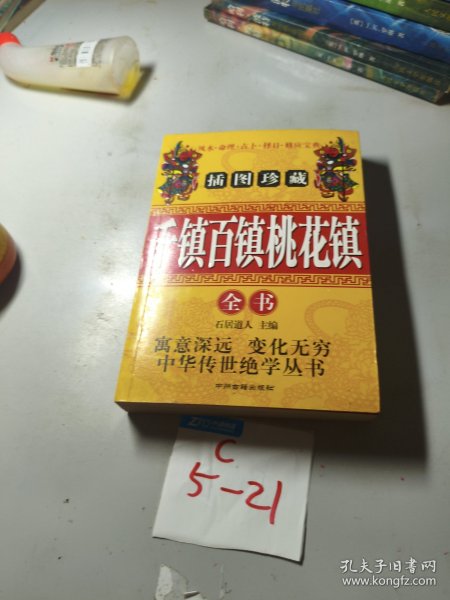 风水·命理·占卜·择日·精应宝典
插图珍藏
千镇百镇桃花镇
全书
石居道人 主编
寓意深远 变化无穷
中华传世绝学丛书
中州古籍出版社
C
5-21
孔夫子旧书网
www.kongfz.com